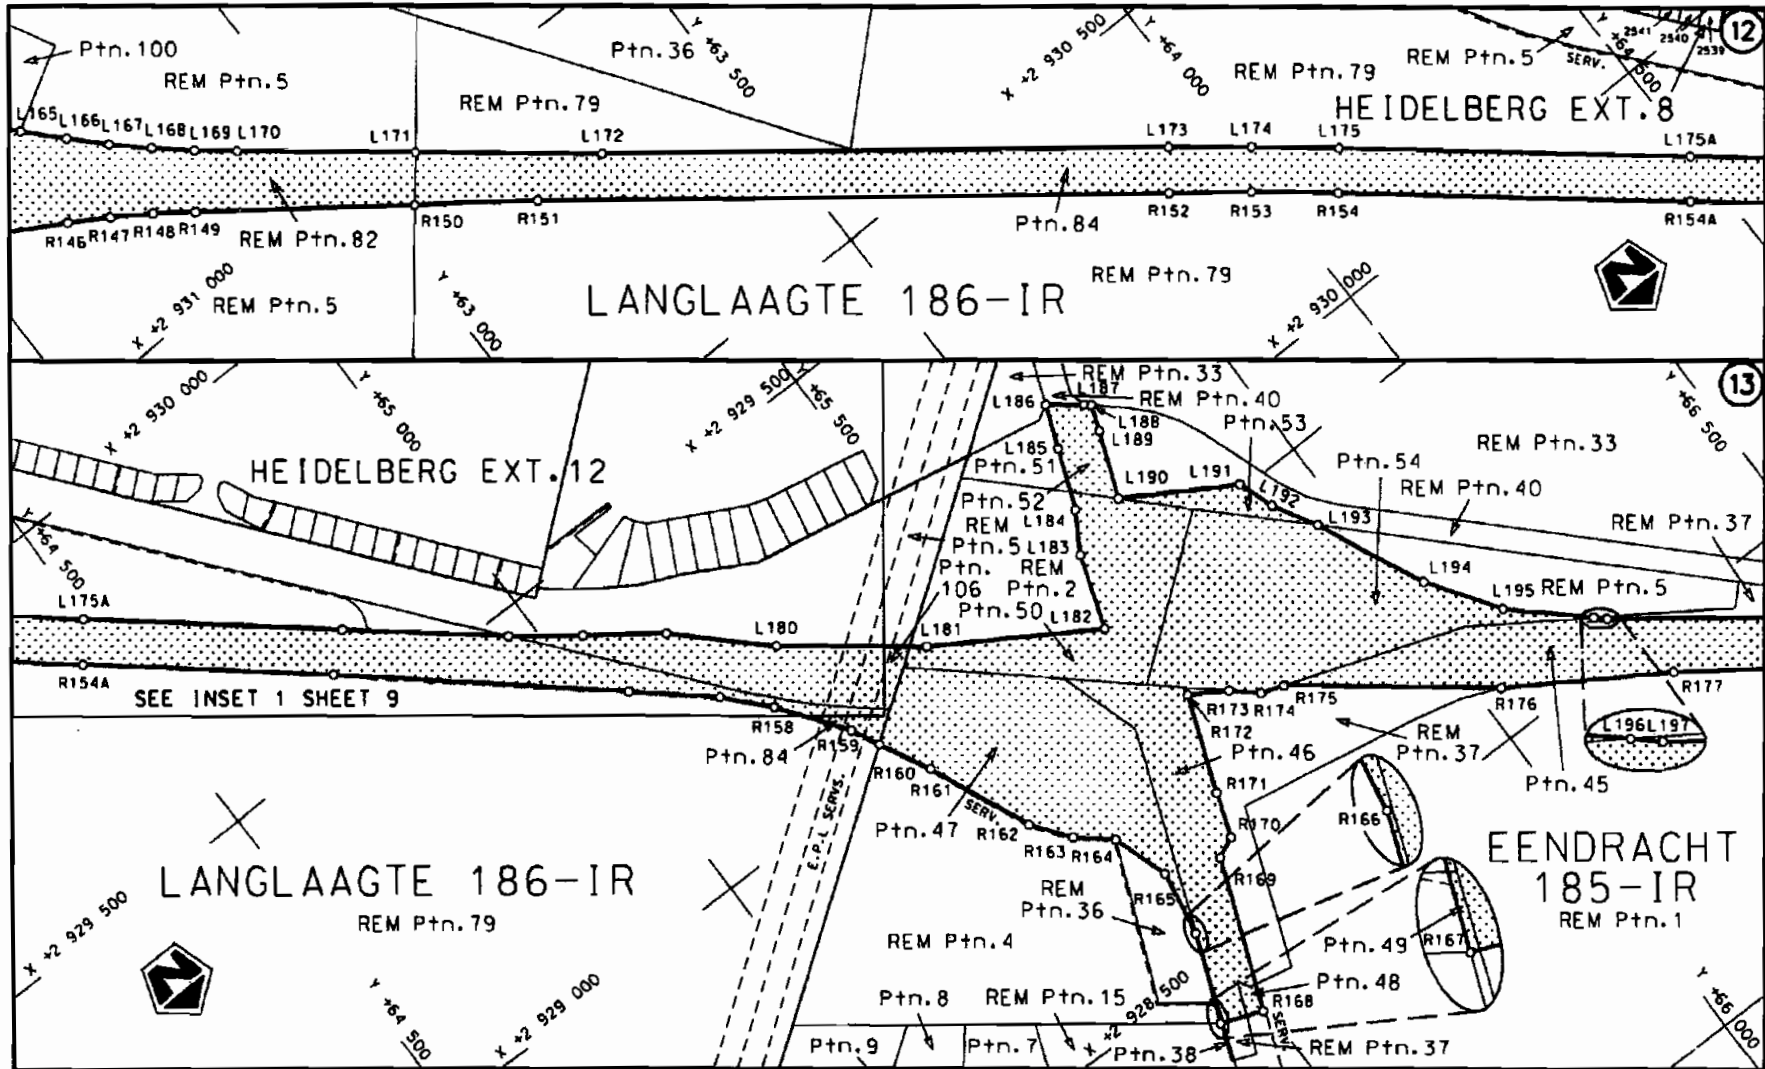 12
Ptn.100
REM Ptn.5
Ptn.36
Y +63 500
X +2 930 500
Y +64 000
REM Ptn.79
REM Ptn.5
SERV.
Y +64 500
2541
2540
2539
REM Ptn.79
HEIDELBERG EXT.8
L165
L166
L167
L168
L169
L170
L171
L172
L173
L174
L175
L175A
R146
R147
R148
R149
REM Ptn.82
R150
R151
Ptn.84
R152
R153
R154
R154A
X +2 931 000
REM Ptn.5
Y +63 000
LANGLAAGTE 186-IR
REM Ptn.79
X +2 930 000
13
X +2 930 000
Y +65 000
X +2 929 500
Y +65 500
REM Ptn.33
L187
L186
REM Ptn.40
L188
L189
Ptn.53
Y +66 500
REM Ptn.33
HEIDELBERG EXT.12
L185
Ptn.51
L190
L191
Ptn.54
REM Ptn.40
L192
Ptn.52
L184
REM
Ptn.5
L193
REM Ptn.37
Y +64 500
L183
Ptn.
106
REM
Ptn.2
Ptn.50
L182
L194
L195
REM Ptn.5
L175A
L180
L181
R154A
SEE INSET 1 SHEET 9
R158
R159
Ptn.84
R160
R161
SERV.
R162
Ptn.47
R163
R164
R173
R174
R175
R172
Ptn.46
R176
R177
REM
Ptn.37
L196
L197
Ptn.45
R171
R170
R169
R166
R165
E.P.L SERVS.
LANGLAAGTE 186-IR
REM Ptn.79
EENDRACHT
185-IR
REM Ptn.1
REM
Ptn.36
REM Ptn.4
Ptn.49
R167
X +2 929 500
Y +64 500
X +2 929 000
Ptn.8
REM Ptn.15
X +2 928 500
Ptn.48
R168
SERV.
Ptn.9
Ptn.7
Ptn.38
REM Ptn.37
Y +66 000